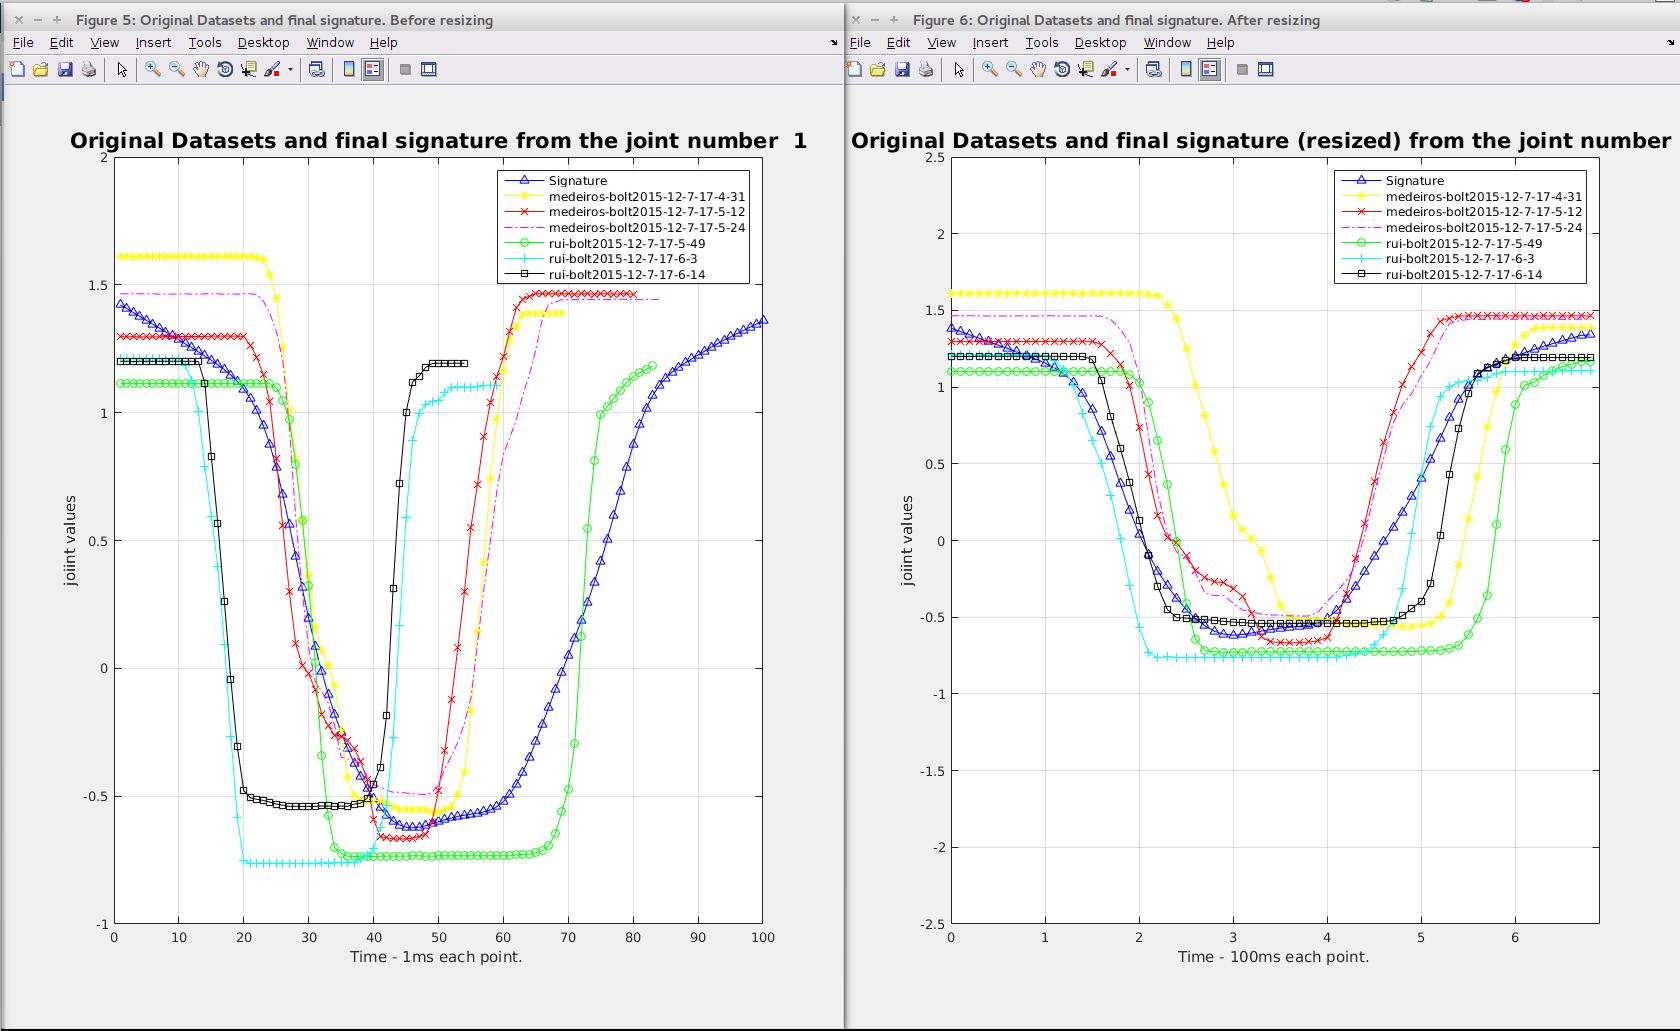 Figure 5: Original Datasets and final signature. Before resizing
File Edit View Insert Tools Desktop Window Help
Original Datasets and final signature from the joint number 1
Signature
medeiros-bolt2015-12-7-17-4-31
medeiros-bolt2015-12-7-17-5-12
medeiros-bolt2015-12-7-17-5-24
rui-bolt2015-12-7-17-5-49
rui-bolt2015-12-7-17-6-3
rui-bolt2015-12-7-17-6-14
2
1.5
1
0.5
0
-0.5
-1
joiint values
0 10 20 30 40 50 60 70 80 90 100
Time - 1ms each point.
Figure 6: Original Datasets and final signature. After resizing
File Edit View Insert Tools Desktop Window Help
Original Datasets and final signature (resized) from the joint number
Signature
medeiros-bolt2015-12-7-17-4-31
medeiros-bolt2015-12-7-17-5-12
medeiros-bolt2015-12-7-17-5-24
rui-bolt2015-12-7-17-5-49
rui-bolt2015-12-7-17-6-3
rui-bolt2015-12-7-17-6-14
2.5
2
1.5
1
0.5
0
-0.5
-1
-1.5
-2
-2.5
joiint values
0 1 2 3 4 5 6
Time - 100ms each point.